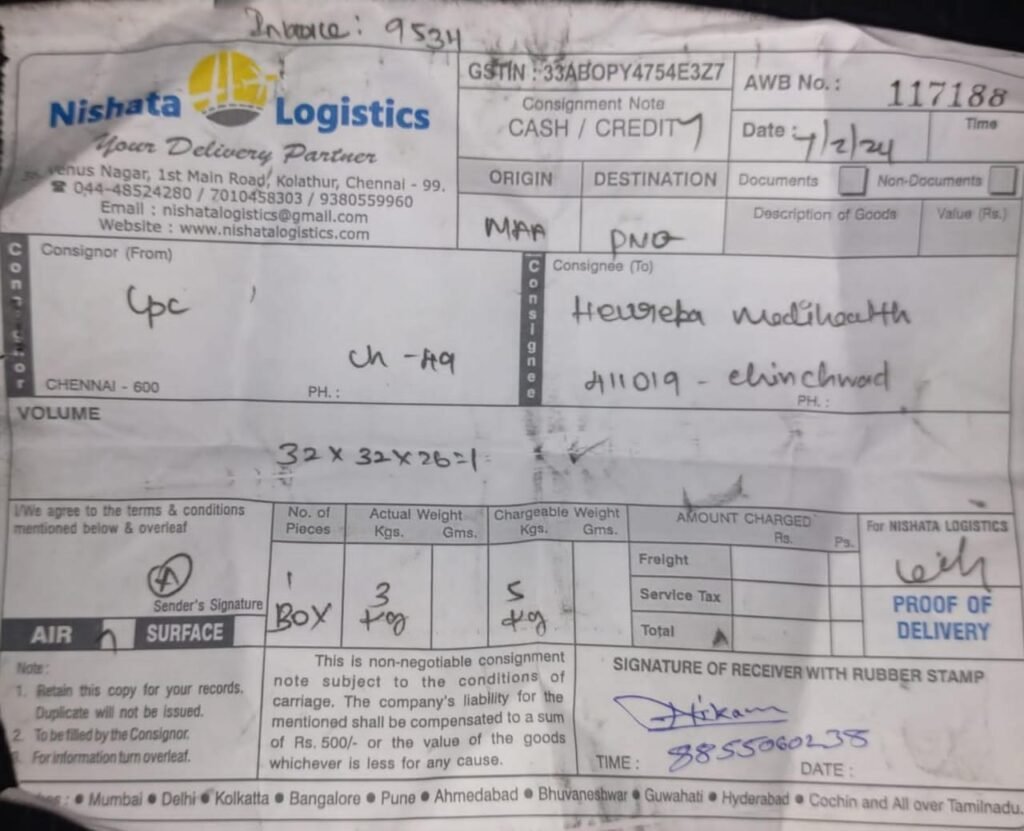 Invoice : 9534
Nishata Logistics
Your Delivery Partner
Venus Nagar, 1st Main Road, Kolathur, Chennai - 99.
☎ 044-48524280 / 7010458303 / 9380559960
Email : nishatalogistics@gmail.com
Website : www.nishatalogistics.com
GSTIN : 33ABOPY4754E3Z7
Consignment Note
CASH / CREDIT
AWB No. : 117188
Date : 7/2/24 Time
ORIGIN DESTINATION
MAA PNQ
Documents Non-Documents
Description of Goods Value (Rs.)
Consignor
Consignor (From)
Cpc
Ch - 49
CHENNAI - 600 PH. :
Consignee
Consignee (To)
Heureka Medihealth
411019 - chinchwad
PH. :
VOLUME
32 x 32 x 26 = 1
I/We agree to the terms & conditions
mentioned below & overleaf
Sender's Signature
AIR SURFACE
No. of Pieces
1
BOX
Actual Weight
Kgs. Gms.
3
kg
Chargeable Weight
Kgs. Gms.
5
kg
AMOUNT CHARGED
Rs. Ps.
Freight
Service Tax
Total
For NISHATA LOGISTICS
PROOF OF
DELIVERY
Note :
1. Retain this copy for your records.
Duplicate will not be issued.
2. To be filled by the Consignor.
3. For information turn overleaf.
This is non-negotiable consignment
note subject to the conditions of
carriage. The company's liability for the
mentioned shall be compensated to a sum
of Rs. 500/- or the value of the goods
whichever is less for any cause.
SIGNATURE OF RECEIVER WITH RUBBER STAMP
Nikam
8855060238
TIME : DATE :
: • Mumbai • Delhi • Kolkatta • Bangalore • Pune • Ahmedabad • Bhuvaneshwar • Guwahati • Hyderabad • Cochin and All over Tamilnadu.